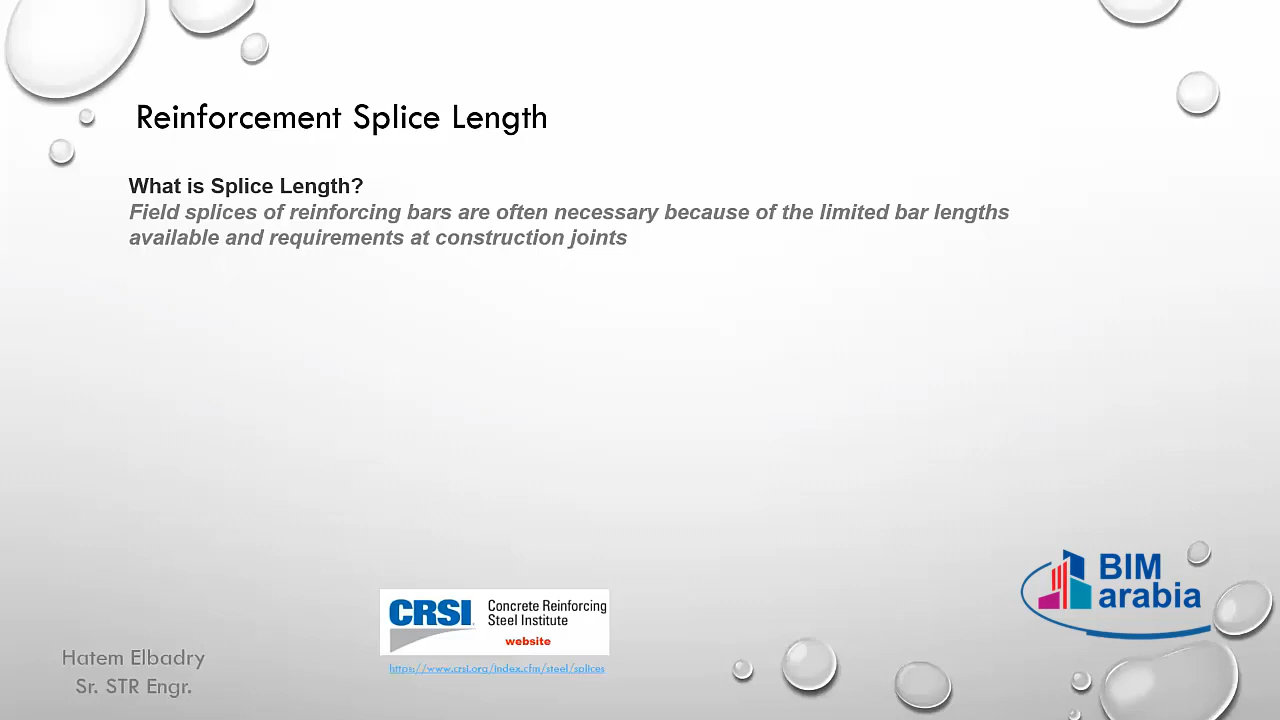 Reinforcement Splice Length
What is Splice Length?
Field splices of reinforcing bars are often necessary because of the limited bar lengths
available and requirements at construction joints
BIM
arabia
CRSI
Concrete Reinforcing
Steel Institute
website
https://www.crsi.org/index.cfm/steel/splices
Hatem Elbadry
Sr. STR Engr.